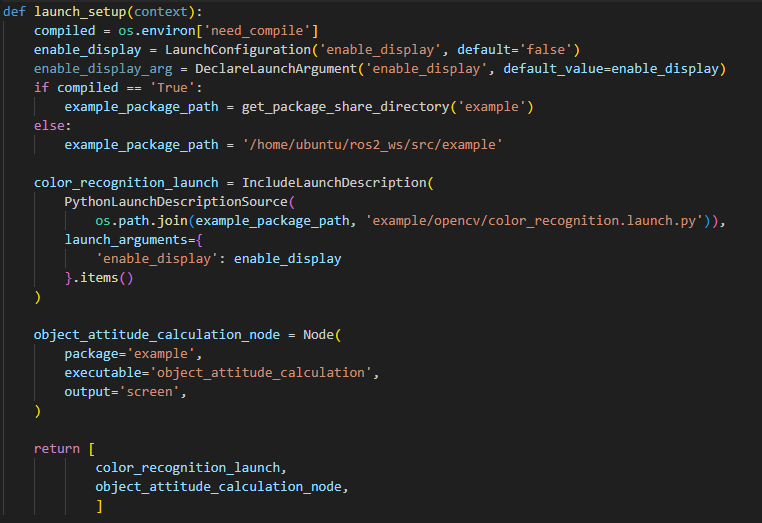 def launch_setup(context):
    compiled = os.environ['need_compile']
    enable_display = LaunchConfiguration('enable_display', default='false')
    enable_display_arg = DeclareLaunchArgument('enable_display', default_value=enable_display)
    if compiled == 'True':
        example_package_path = get_package_share_directory('example')
    else:
        example_package_path = '/home/ubuntu/ros2_ws/src/example'

    color_recognition_launch = IncludeLaunchDescription(
        PythonLaunchDescriptionSource(
            os.path.join(example_package_path, 'example/opencv/color_recognition.launch.py')),
        launch_arguments={
            'enable_display': enable_display
        }.items()
    )

    object_attitude_calculation_node = Node(
        package='example',
        executable='object_attitude_calculation',
        output='screen',
    )

    return [
            color_recognition_launch,
            object_attitude_calculation_node,
            ]